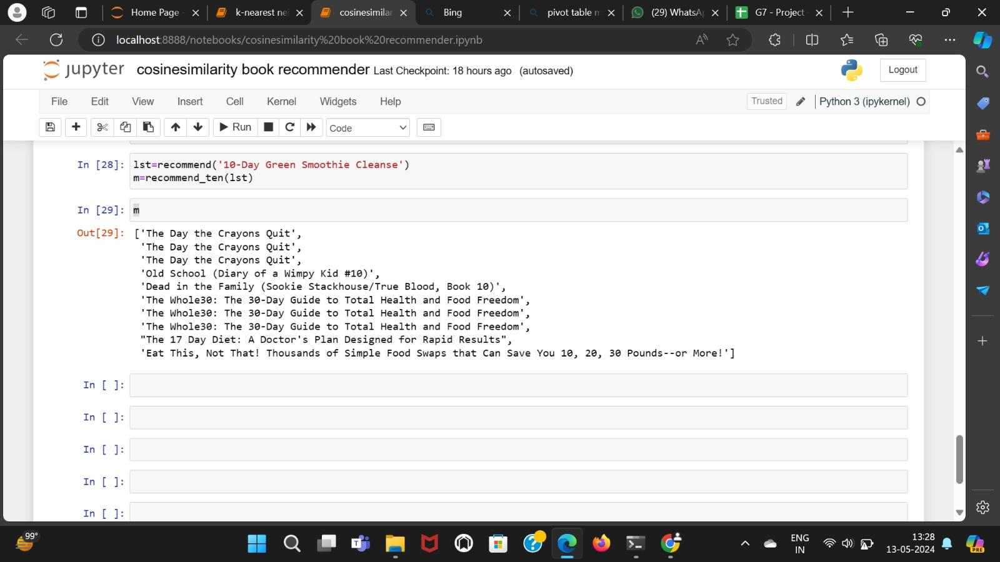 Home Page
k-nearest nei
cosinesimilar
Bing
pivot table m
(29) WhatsA
G7 - Project
localhost:8888/notebooks/cosinesimilarity%20book%20recommender.ipynb
jupyter cosinesimilarity book recommender Last Checkpoint: 18 hours ago (autosaved)
Logout
File Edit View Insert Cell Kernel Widgets Help
Trusted Python 3 (ipykernel)
Run Code
In [28]: lst=recommend('10-Day Green Smoothie Cleanse')
m=recommend_ten(lst)
In [29]: m
Out[29]: ['The Day the Crayons Quit',
'The Day the Crayons Quit',
'The Day the Crayons Quit',
'Old School (Diary of a Wimpy Kid #10)',
'Dead in the Family (Sookie Stackhouse/True Blood, Book 10)',
'The Whole30: The 30-Day Guide to Total Health and Food Freedom',
'The Whole30: The 30-Day Guide to Total Health and Food Freedom',
'The Whole30: The 30-Day Guide to Total Health and Food Freedom',
"The 17 Day Diet: A Doctor's Plan Designed for Rapid Results",
'Eat This, Not That! Thousands of Simple Food Swaps that Can Save You 10, 20, 30 Pounds--or More!']
In [ ]:
In [ ]:
In [ ]:
In [ ]:
In [ ]:
99°
ENG
IN
13:28
13-05-2024
PRE